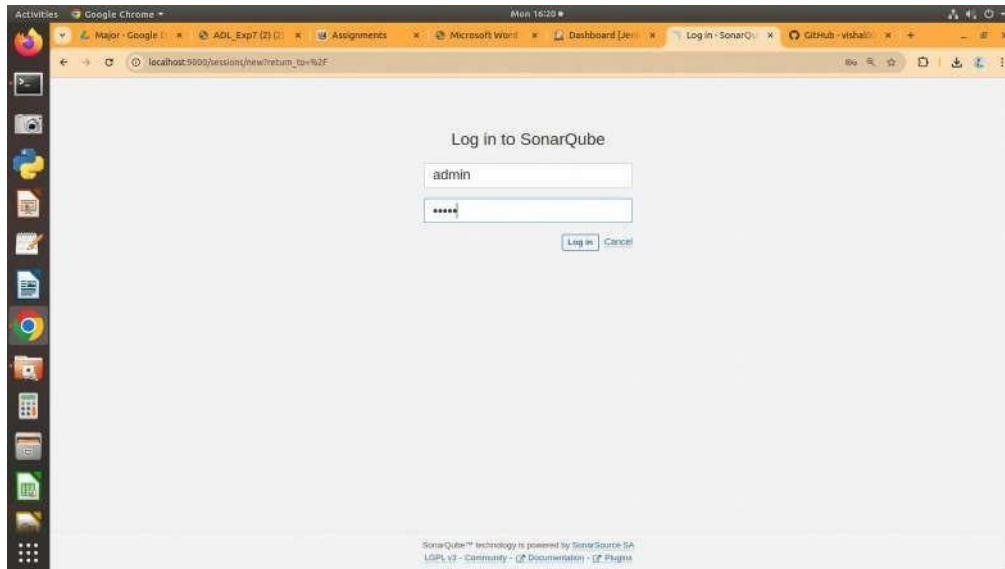 Activities Google Chrome Mon 16:20
Major - Google D ADL_Exp7 (2) (2) Assignments Microsoft Word Dashboard [Jen Log in - SonarQu GitHub - vishal
localhost:9000/sessions/new?return_to=%2F
Log in to SonarQube
admin
Log in Cancel
SonarQube™ technology is powered by SonarSource SA
LGPL v3 - Community - Documentation - Plugins